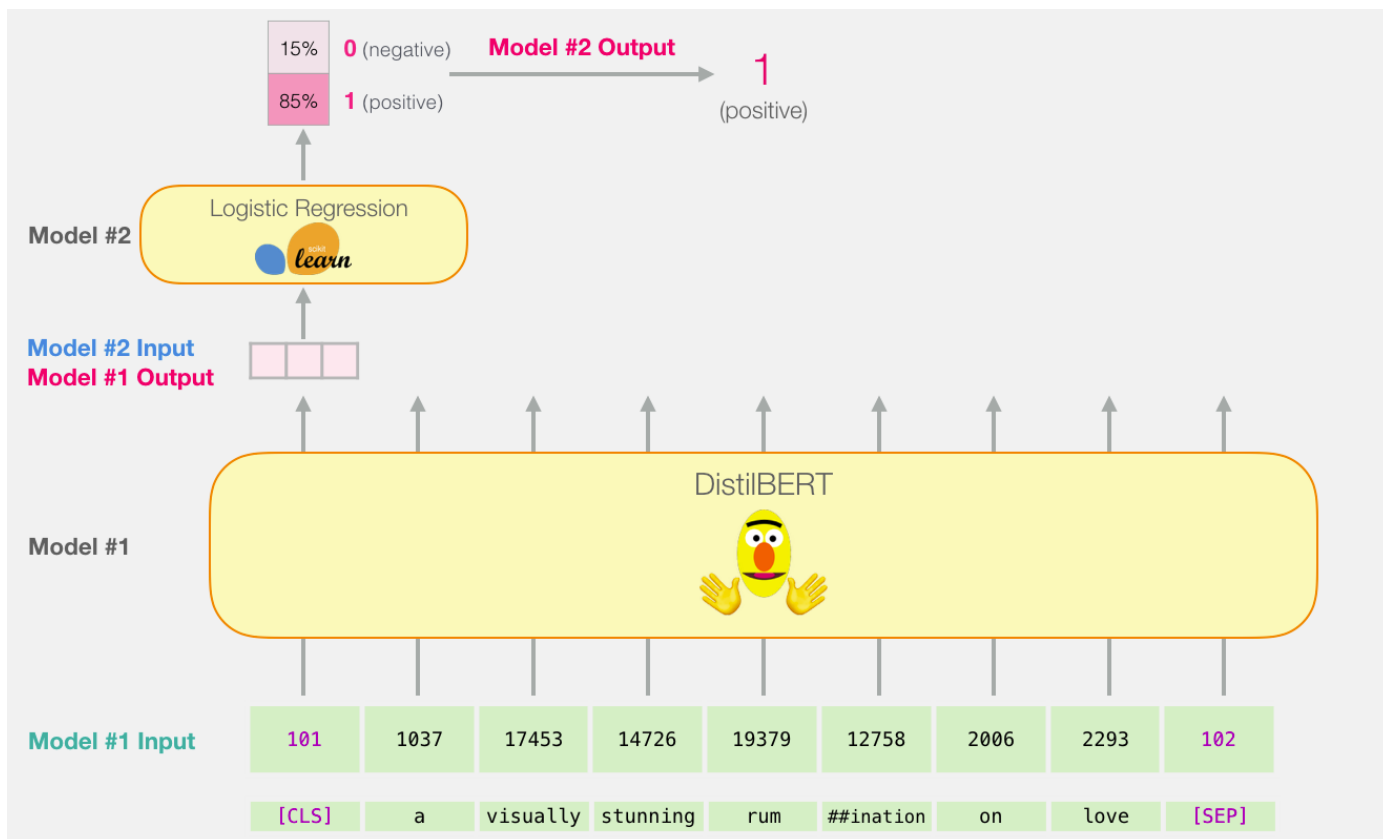 15% 0 (negative) Model #2 Output 1
85% 1 (positive) (positive)
Logistic Regression
Model #2
scikit
learn
Model #2 Input
Model #1 Output
DistilBERT
Model #1
Model #1 Input 101 1037 17453 14726 19379 12758 2006 2293 102
[CLS] a visually stunning rum ##ination on love [SEP]